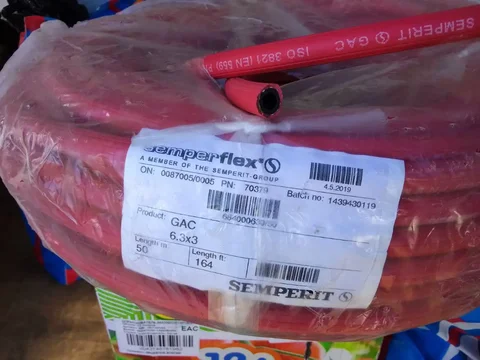 SEMPERIT GAC
ISO 3821 (EN 559)
semperflex
A MEMBER OF THE SEMPERIT-GROUP
ON: 0087005/0005 PN: 70379
4.5.2019
Batch no: 1439430119
Product: GAC
6.3x3
Length m
50
Length ft:
164
SEMPERIT
EAC